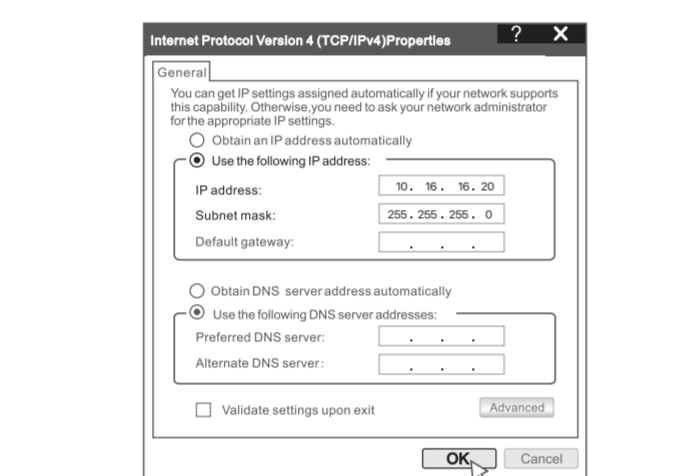 Internet Protocol Version 4 (TCP/IPv4)Properties ? X
General
You can get IP settings assigned automatically if your network supports
this capability. Otherwise,you need to ask your network administrator
for the appropriate IP settings.
Obtain an IP address automatically
Use the following IP address:
IP address: 10. 16. 16. 20
Subnet mask: 255. 255. 255. 0
Default gateway: . . .
Obtain DNS server address automatically
Use the following DNS server addresses:
Preferred DNS server: . . .
Alternate DNS server: . . .
Validate settings upon exit Advanced
OK Cancel